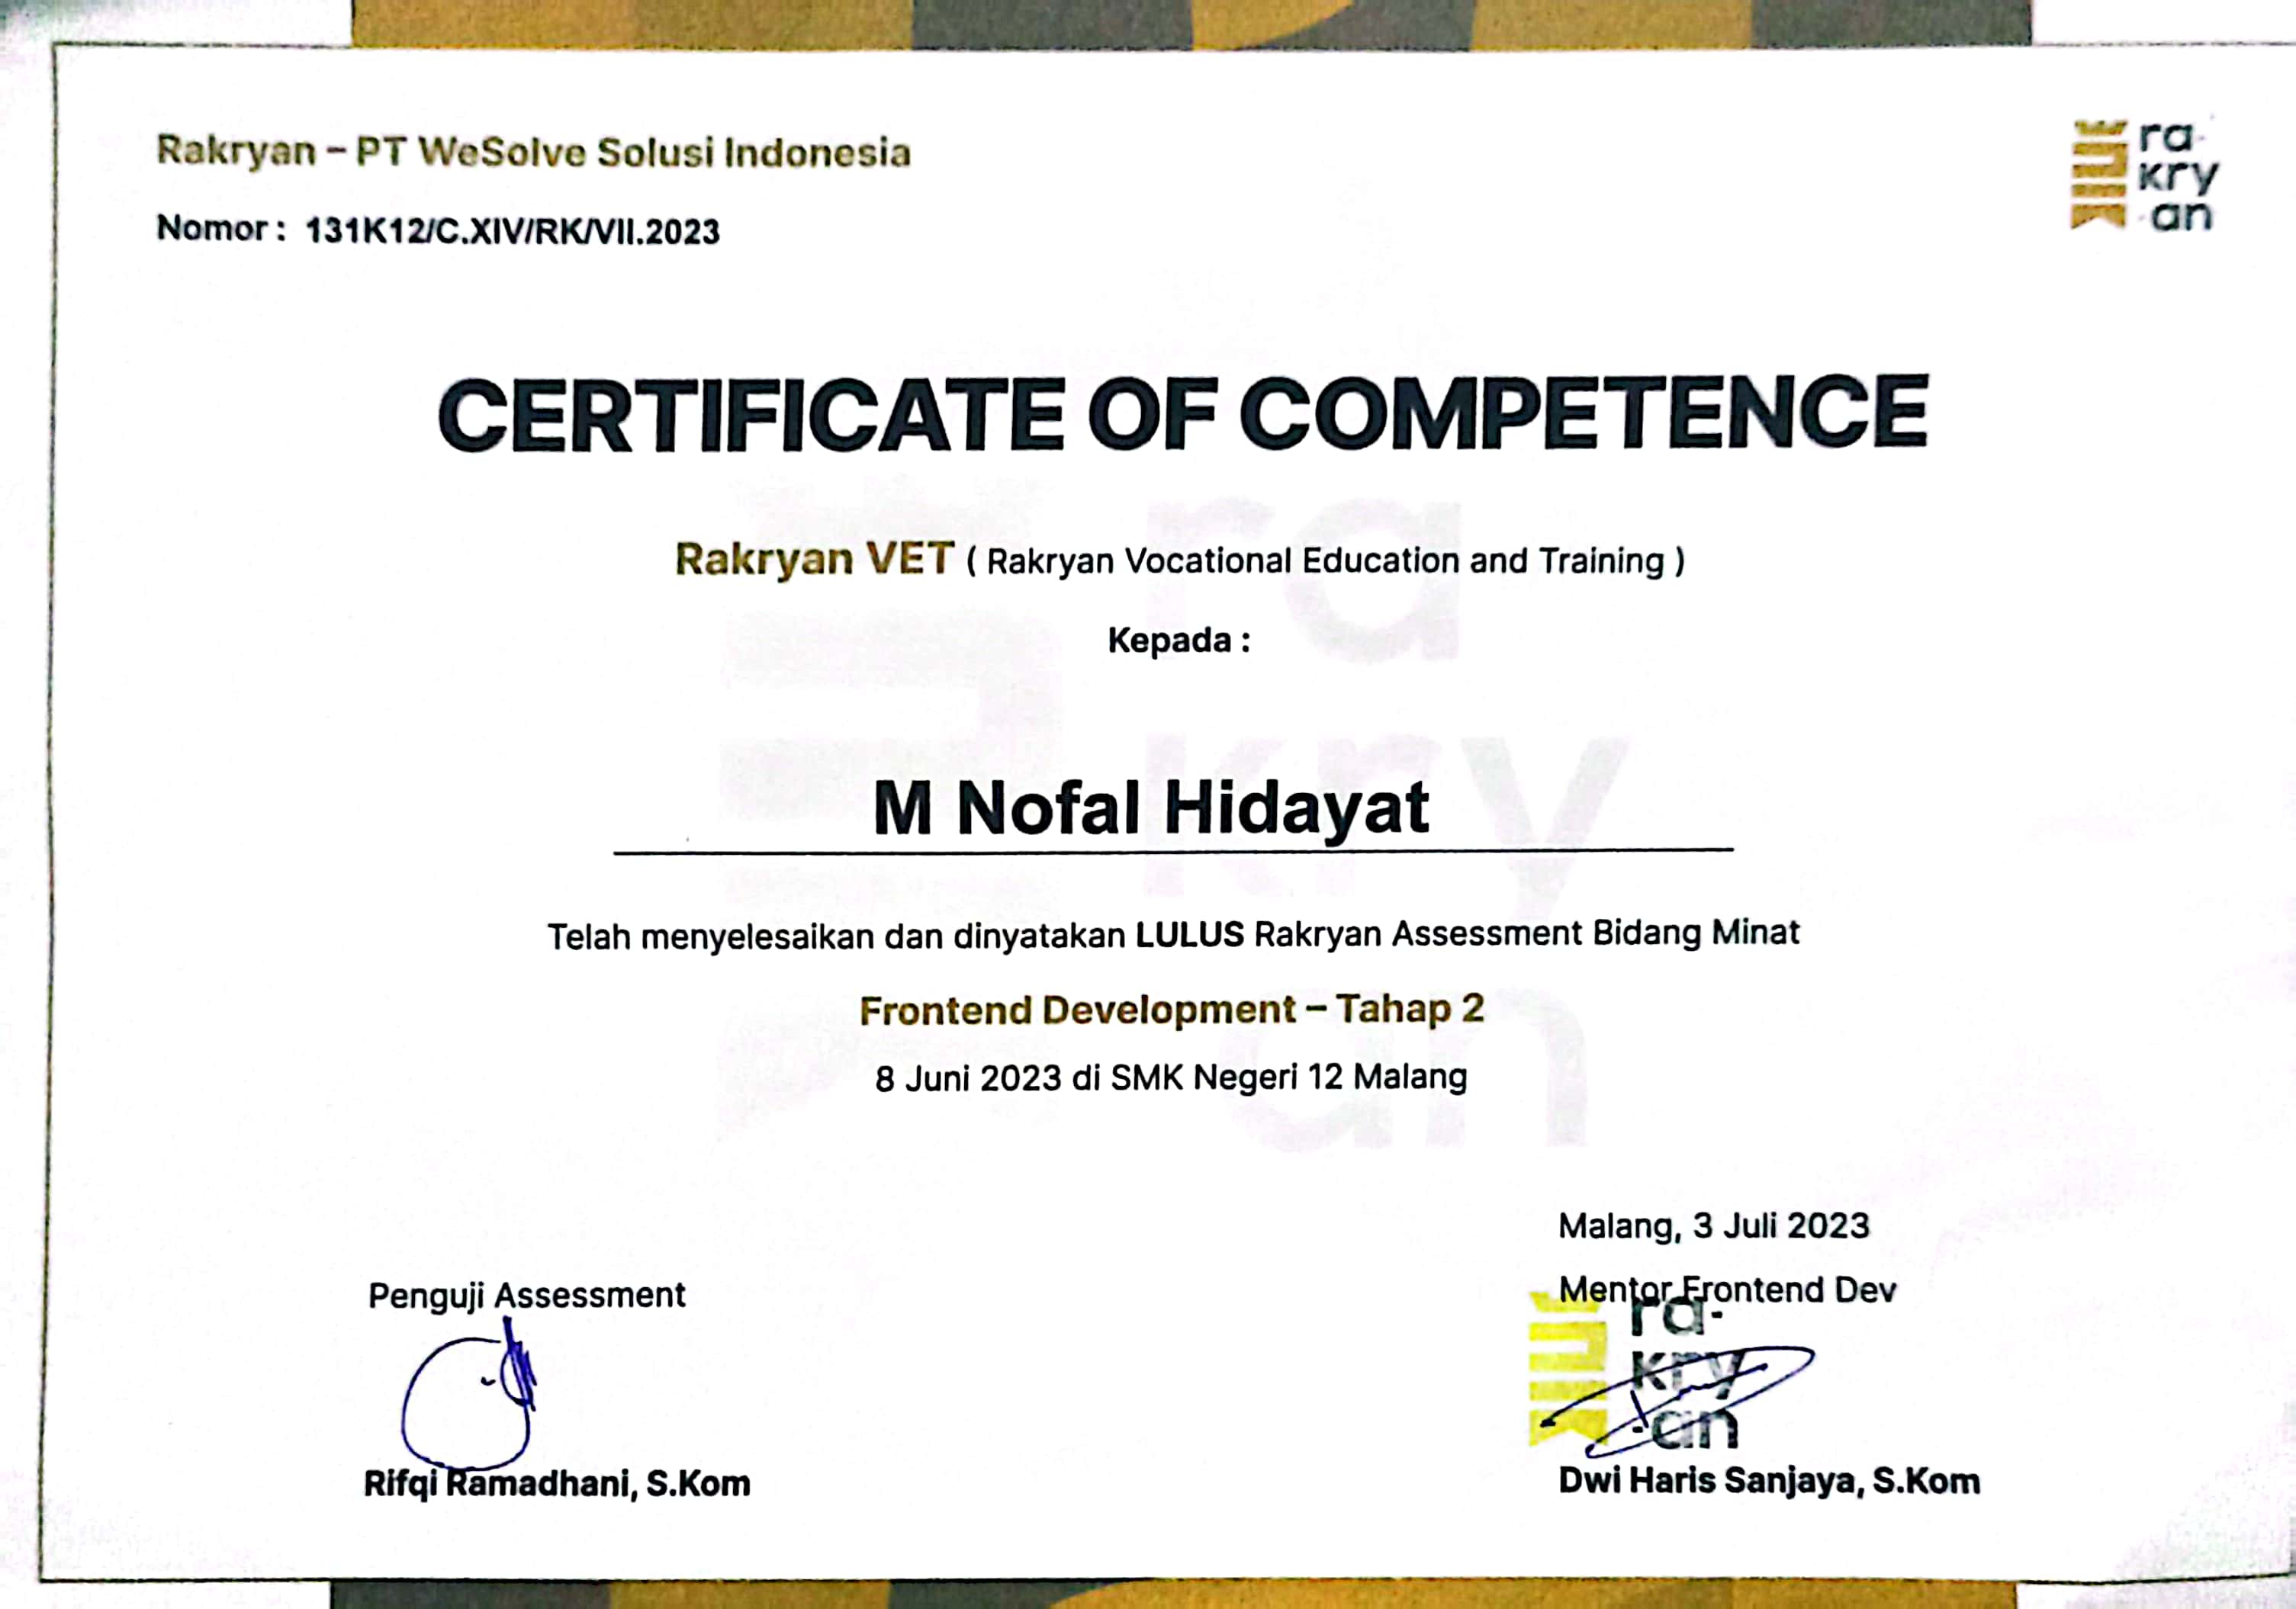 Rakryan – PT WeSolve Solusi Indonesia
Nomor : 131K12/C.XIV/RK/VII.2023
ra
kry
an
CERTIFICATE OF COMPETENCE
Rakryan VET ( Rakryan Vocational Education and Training )
Kepada :
M Nofal Hidayat
Telah menyelesaikan dan dinyatakan LULUS Rakryan Assessment Bidang Minat
Frontend Development – Tahap 2
8 Juni 2023 di SMK Negeri 12 Malang
Malang, 3 Juli 2023
Penguji Assessment
Mentor Frontend Dev
ra-
kry
-an
Rifqi Ramadhani, S.Kom
Dwi Haris Sanjaya, S.Kom